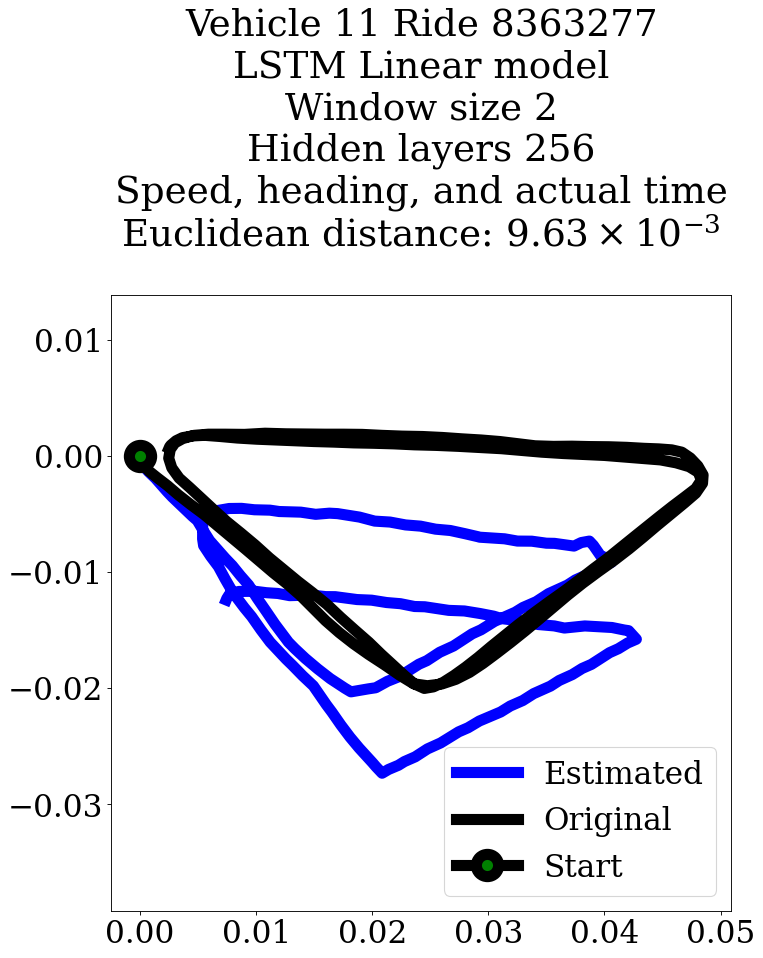 Vehicle 11 Ride 8363277
LSTM Linear model
Window size 2
Hidden layers 256
Speed, heading, and actual time
Euclidean distance: 9.63 × 10⁻³
0.01
0.00
−0.01
−0.02
−0.03
Estimated
Original
Start
0.00 0.01 0.02 0.03 0.04 0.05